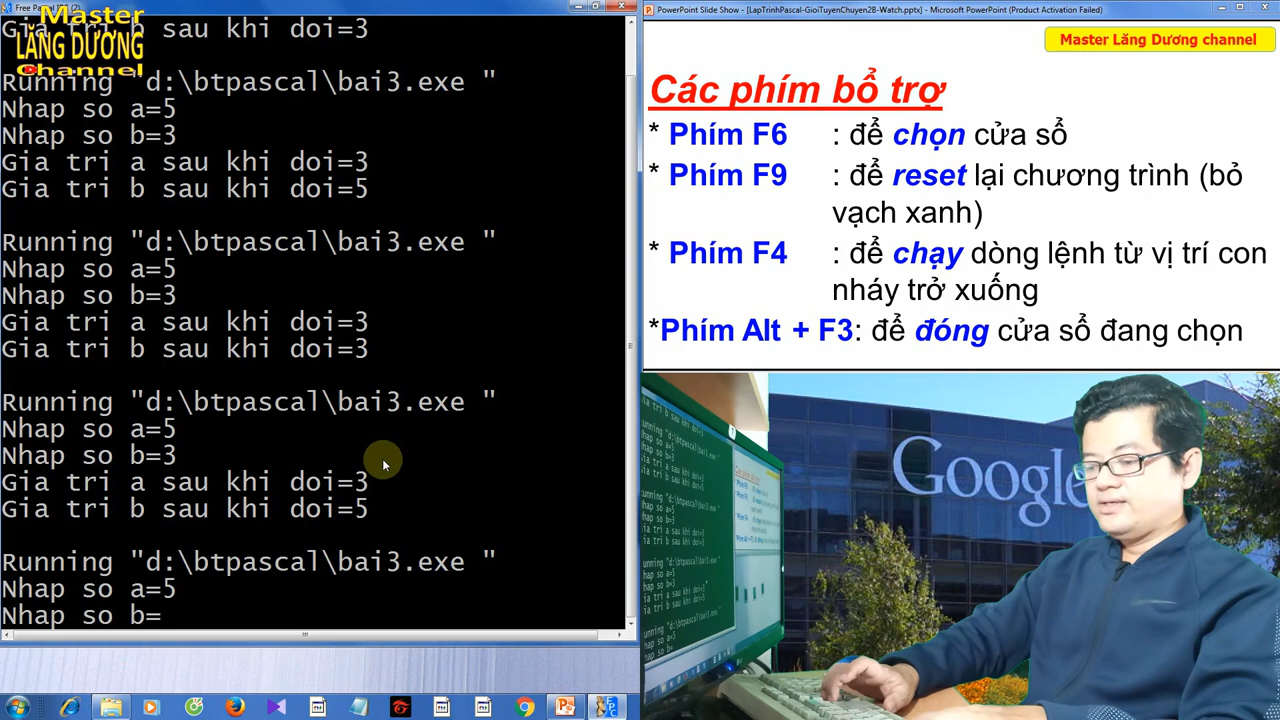 Free Pascal IDE (2)
Master
LĂNG DƯƠNG
Channel
Gia tri b sau khi doi=3
Running "d:\btpascal\bai3.exe "
Nhap so a=5
Nhap so b=3
Gia tri a sau khi doi=3
Gia tri b sau khi doi=5
Running "d:\btpascal\bai3.exe "
Nhap so a=5
Nhap so b=3
Gia tri a sau khi doi=3
Gia tri b sau khi doi=3
Running "d:\btpascal\bai3.exe "
Nhap so a=5
Nhap so b=3
Gia tri a sau khi doi=3
Gia tri b sau khi doi=5
Running "d:\btpascal\bai3.exe "
Nhap so a=5
Nhap so b=
PowerPoint Slide Show - [LapTrinhPascal-GioiTuyenChuyen28-Watch.pptx] - Microsoft PowerPoint (Product Activation Failed)
Master Lăng Dương channel
Các phím bổ trợ
* Phím F6 : để chọn cửa sổ
* Phím F9 : để reset lại chương trình (bỏ
vạch xanh)
* Phím F4 : để chạy dòng lệnh từ vị trí con
nháy trở xuống
*Phím Alt + F3: để đóng cửa sổ đang chọn
Google